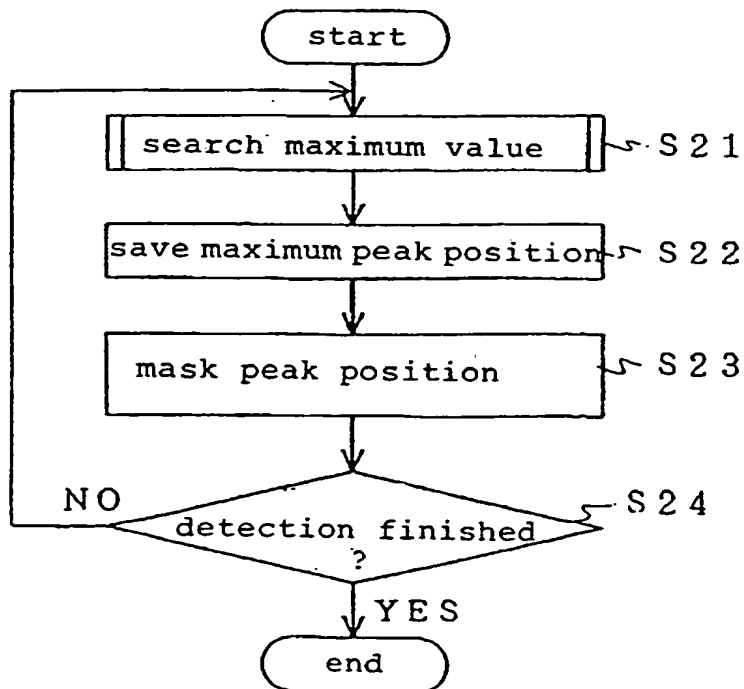 start
search maximum value
S21
save maximum peak position
S22
mask peak position
S23
NO
detection finished
?
S24
YES
end